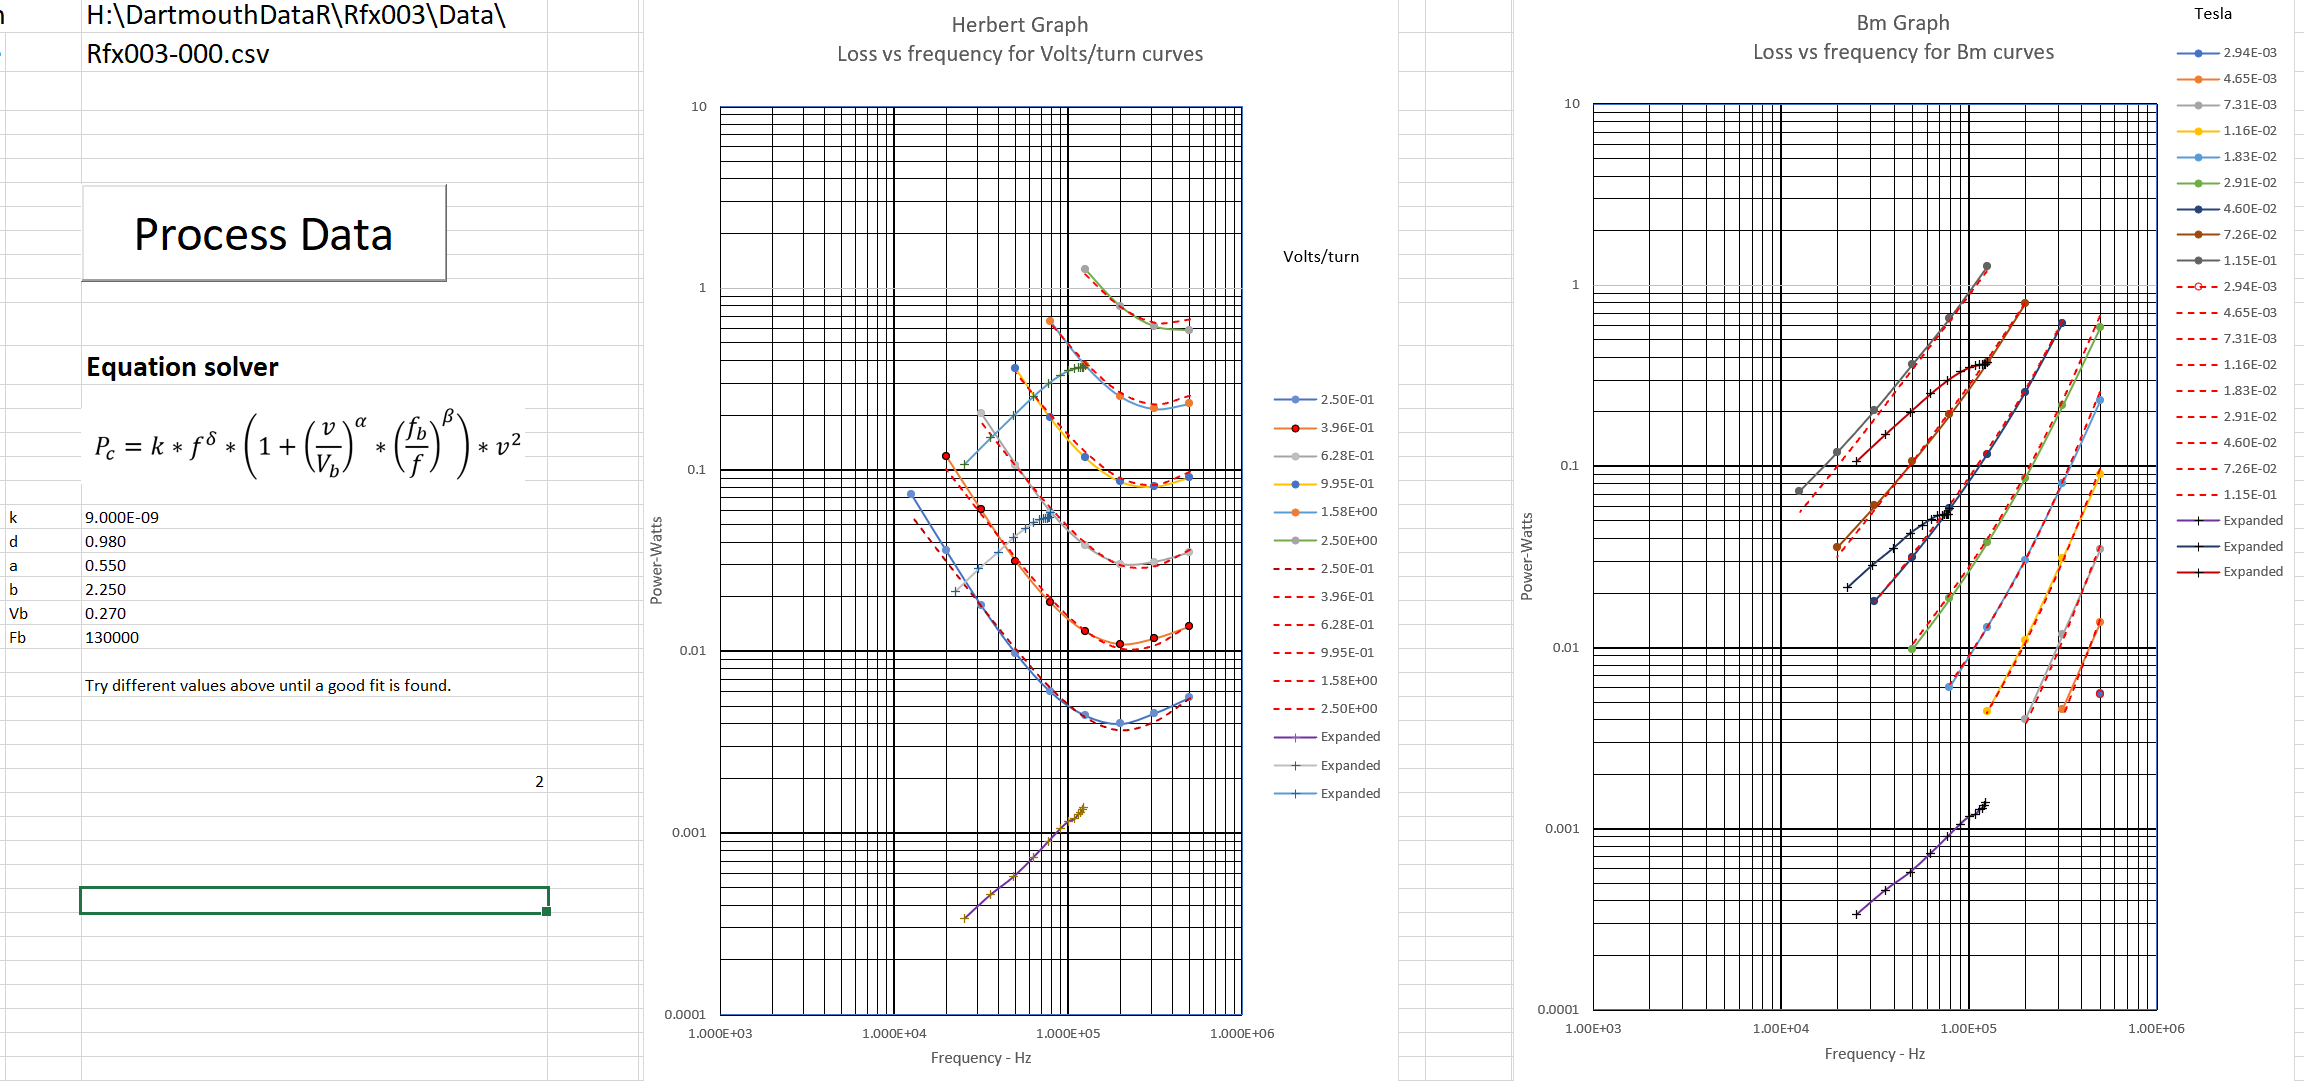 H:\DartmouthDataR\Rfx003\Data\
Rfx003-000.csv
Process Data
Equation solver
P_c = k * f^δ * (1 + (v/V_b)^α * (f_b/f)^β) * v^2
k 9.000E-09
d 0.980
a 0.550
b 2.250
Vb 0.270
Fb 130000
Try different values above until a good fit is found.
2
Herbert Graph
Loss vs frequency for Volts/turn curves
10
1
0.1
0.01
0.001
0.0001
Power-Watts
1.000E+03 1.000E+04 1.000E+05 1.000E+06
Frequency - Hz
Volts/turn
2.50E-01
3.96E-01
6.28E-01
9.95E-01
1.58E+00
2.50E+00
2.50E-01
3.96E-01
6.28E-01
9.95E-01
1.58E+00
2.50E+00
Expanded
Expanded
Expanded
Bm Graph
Loss vs frequency for Bm curves
10
1
0.1
0.01
0.001
0.0001
Power-Watts
1.00E+03 1.00E+04 1.00E+05 1.00E+06
Frequency - Hz
Tesla
2.94E-03
4.65E-03
7.31E-03
1.16E-02
1.83E-02
2.91E-02
4.60E-02
7.26E-02
1.15E-01
2.94E-03
4.65E-03
7.31E-03
1.16E-02
1.83E-02
2.91E-02
4.60E-02
7.26E-02
1.15E-01
Expanded
Expanded
Expanded